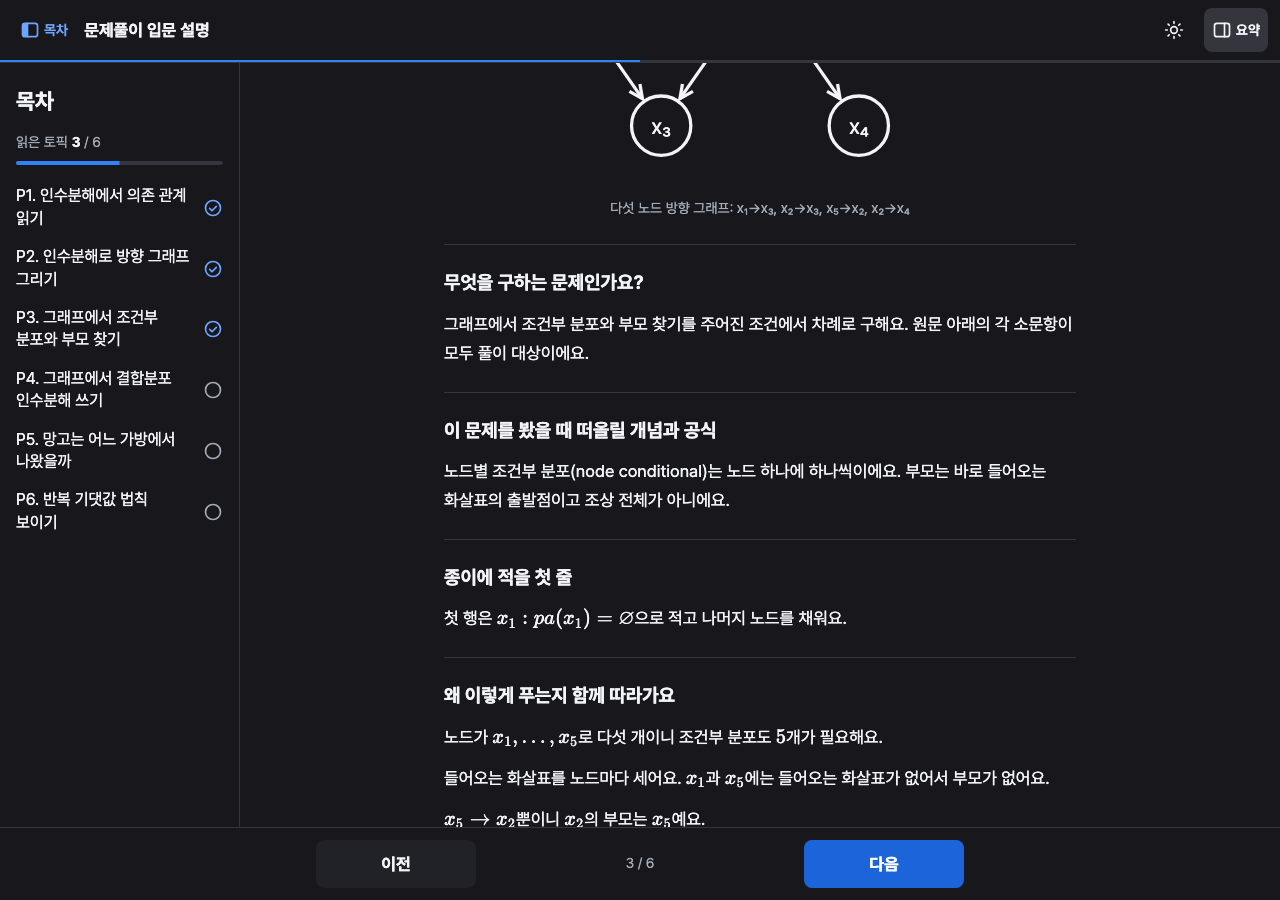 목차
문제풀이 입문 설명
요약
목차
읽은 토픽 3 / 6
P1. 인수분해에서 의존 관계
읽기
P2. 인수분해로 방향 그래프
그리기
P3. 그래프에서 조건부
분포와 부모 찾기
P4. 그래프에서 결합분포
인수분해 쓰기
P5. 망고는 어느 가방에서
나왔을까
P6. 반복 기댓값 법칙
보이기
x₃
x₄
다섯 노드 방향 그래프: x₁→x₃, x₂→x₃, x₅→x₂, x₂→x₄
무엇을 구하는 문제인가요?
그래프에서 조건부 분포와 부모 찾기를 주어진 조건에서 차례로 구해요. 원문 아래의 각 소문항이
모두 풀이 대상이에요.
이 문제를 봤을 때 떠올릴 개념과 공식
노드별 조건부 분포(node conditional)는 노드 하나에 하나씩이에요. 부모는 바로 들어오는
화살표의 출발점이고 조상 전체가 아니에요.
종이에 적을 첫 줄
첫 행은 x₁ : pa(x₁) = ∅으로 적고 나머지 노드를 채워요.
왜 이렇게 푸는지 함께 따라가요
노드가 x₁, . . . , x₅로 다섯 개이니 조건부 분포도 5개가 필요해요.
들어오는 화살표를 노드마다 세어요. x₁과 x₅에는 들어오는 화살표가 없어서 부모가 없어요.
x₅ → x₂뿐이니 x₂의 부모는 x₅예요.
이전
3 / 6
다음